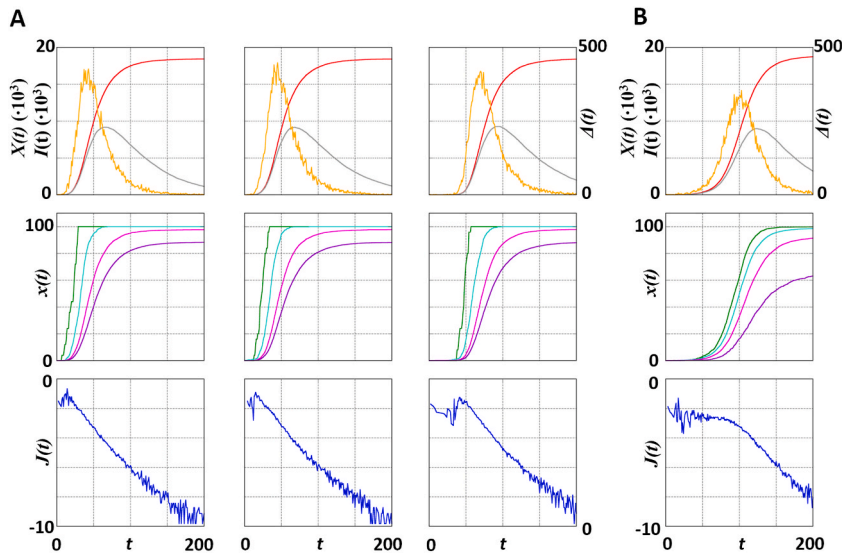 A
B
20
500
500
X(t) (·10³)
I(t) (·10³)
Δ(t)
X(t) (·10³)
I(t) (·10³)
Δ(t)
0
0
0
100
100
x(t)
x(t)
0
0
0
0
J(t)
J(t)
-10
0
-10
0 t 200
0 t 200
0 t 200
0 t 200